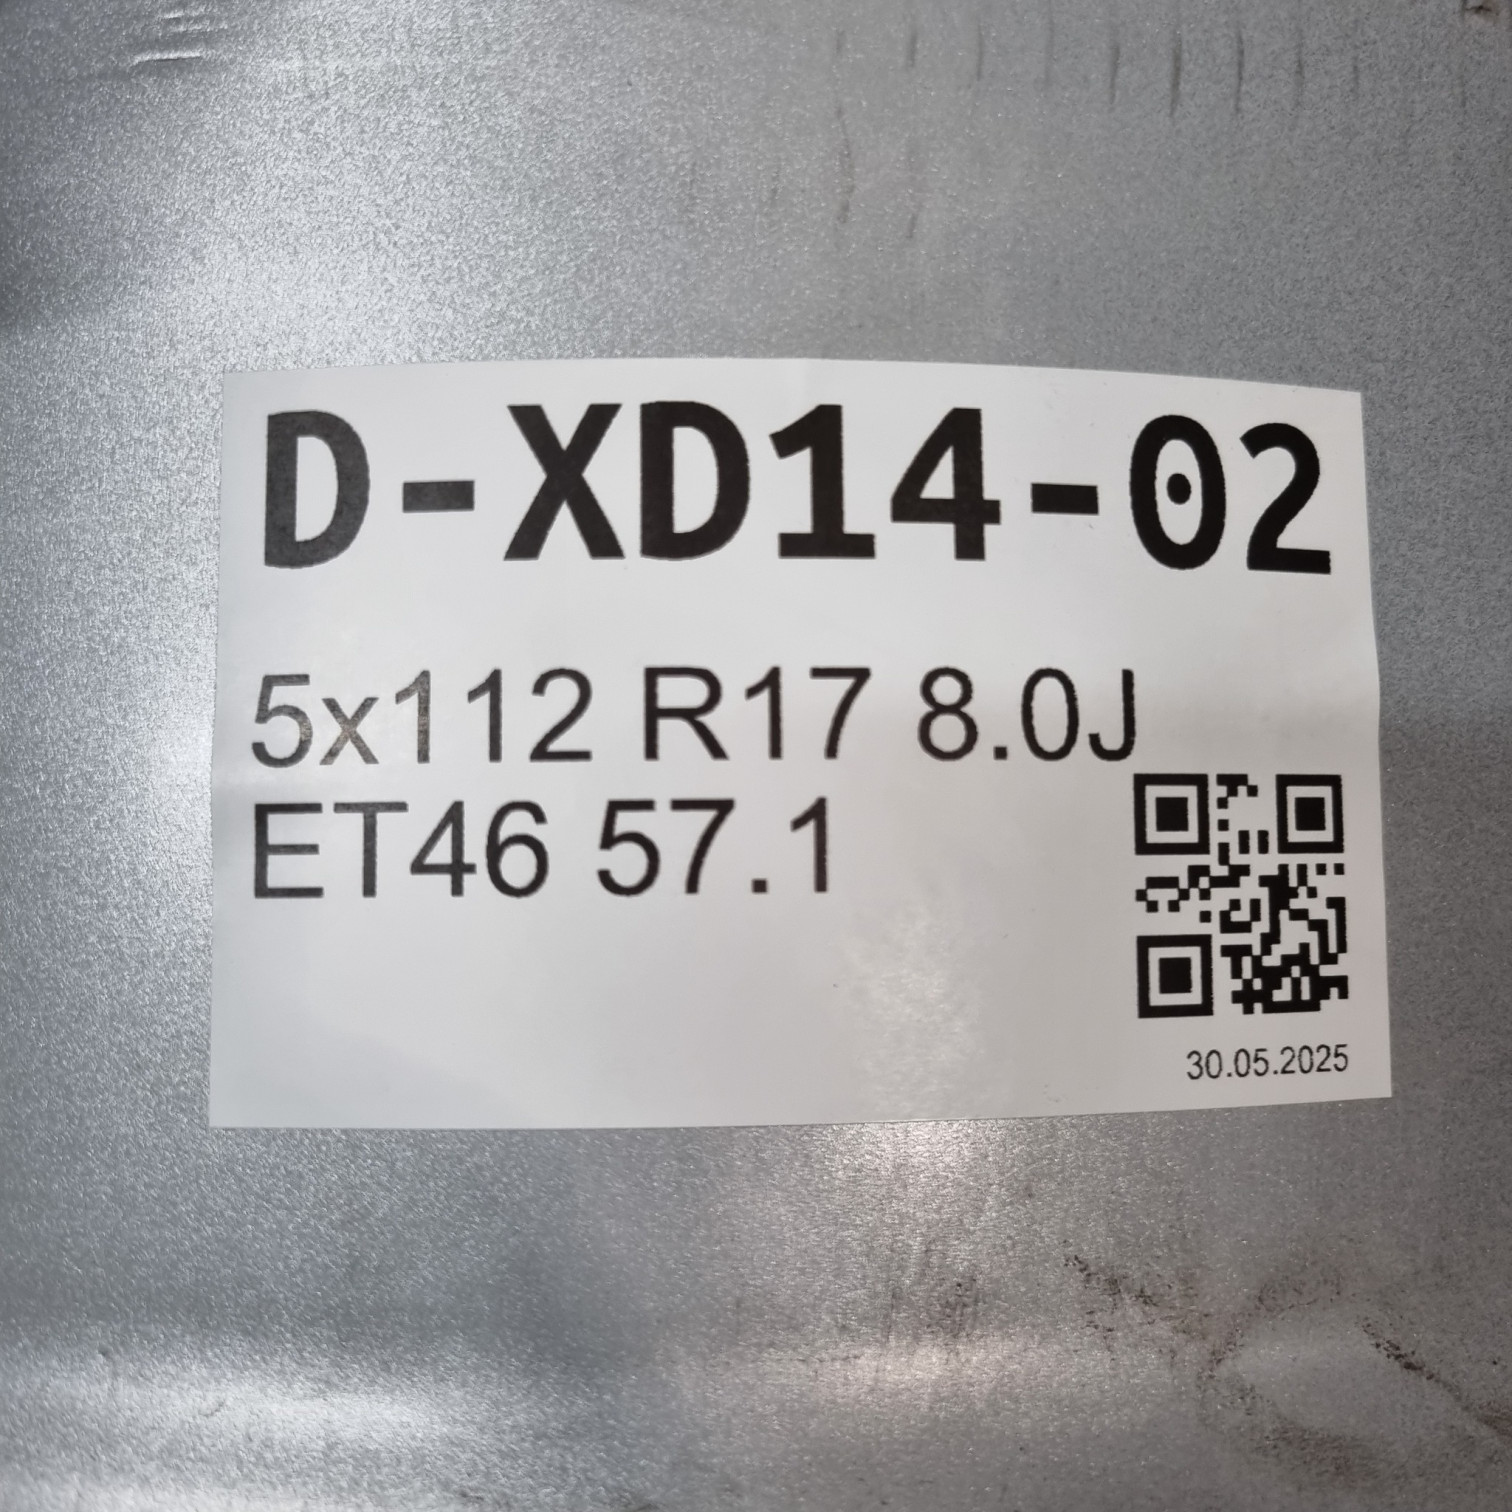 D-XD14-02
5x112 R17 8.0J
ET46 57.1
30.05.2025